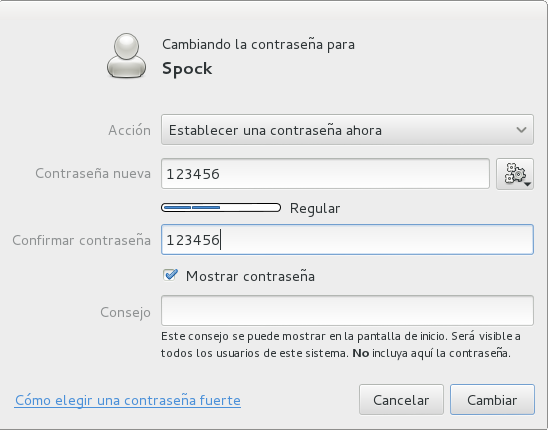 Cambiando la contraseña para
Spock
Acción
Establecer una contraseña ahora
Contraseña nueva
123456
Regular
Confirmar contraseña
123456
Mostrar contraseña
Consejo
Este consejo se puede mostrar en la pantalla de inicio. Será visible a
todos los usuarios de este sistema. No incluya aquí la contraseña.
Cómo elegir una contraseña fuerte
Cancelar
Cambiar